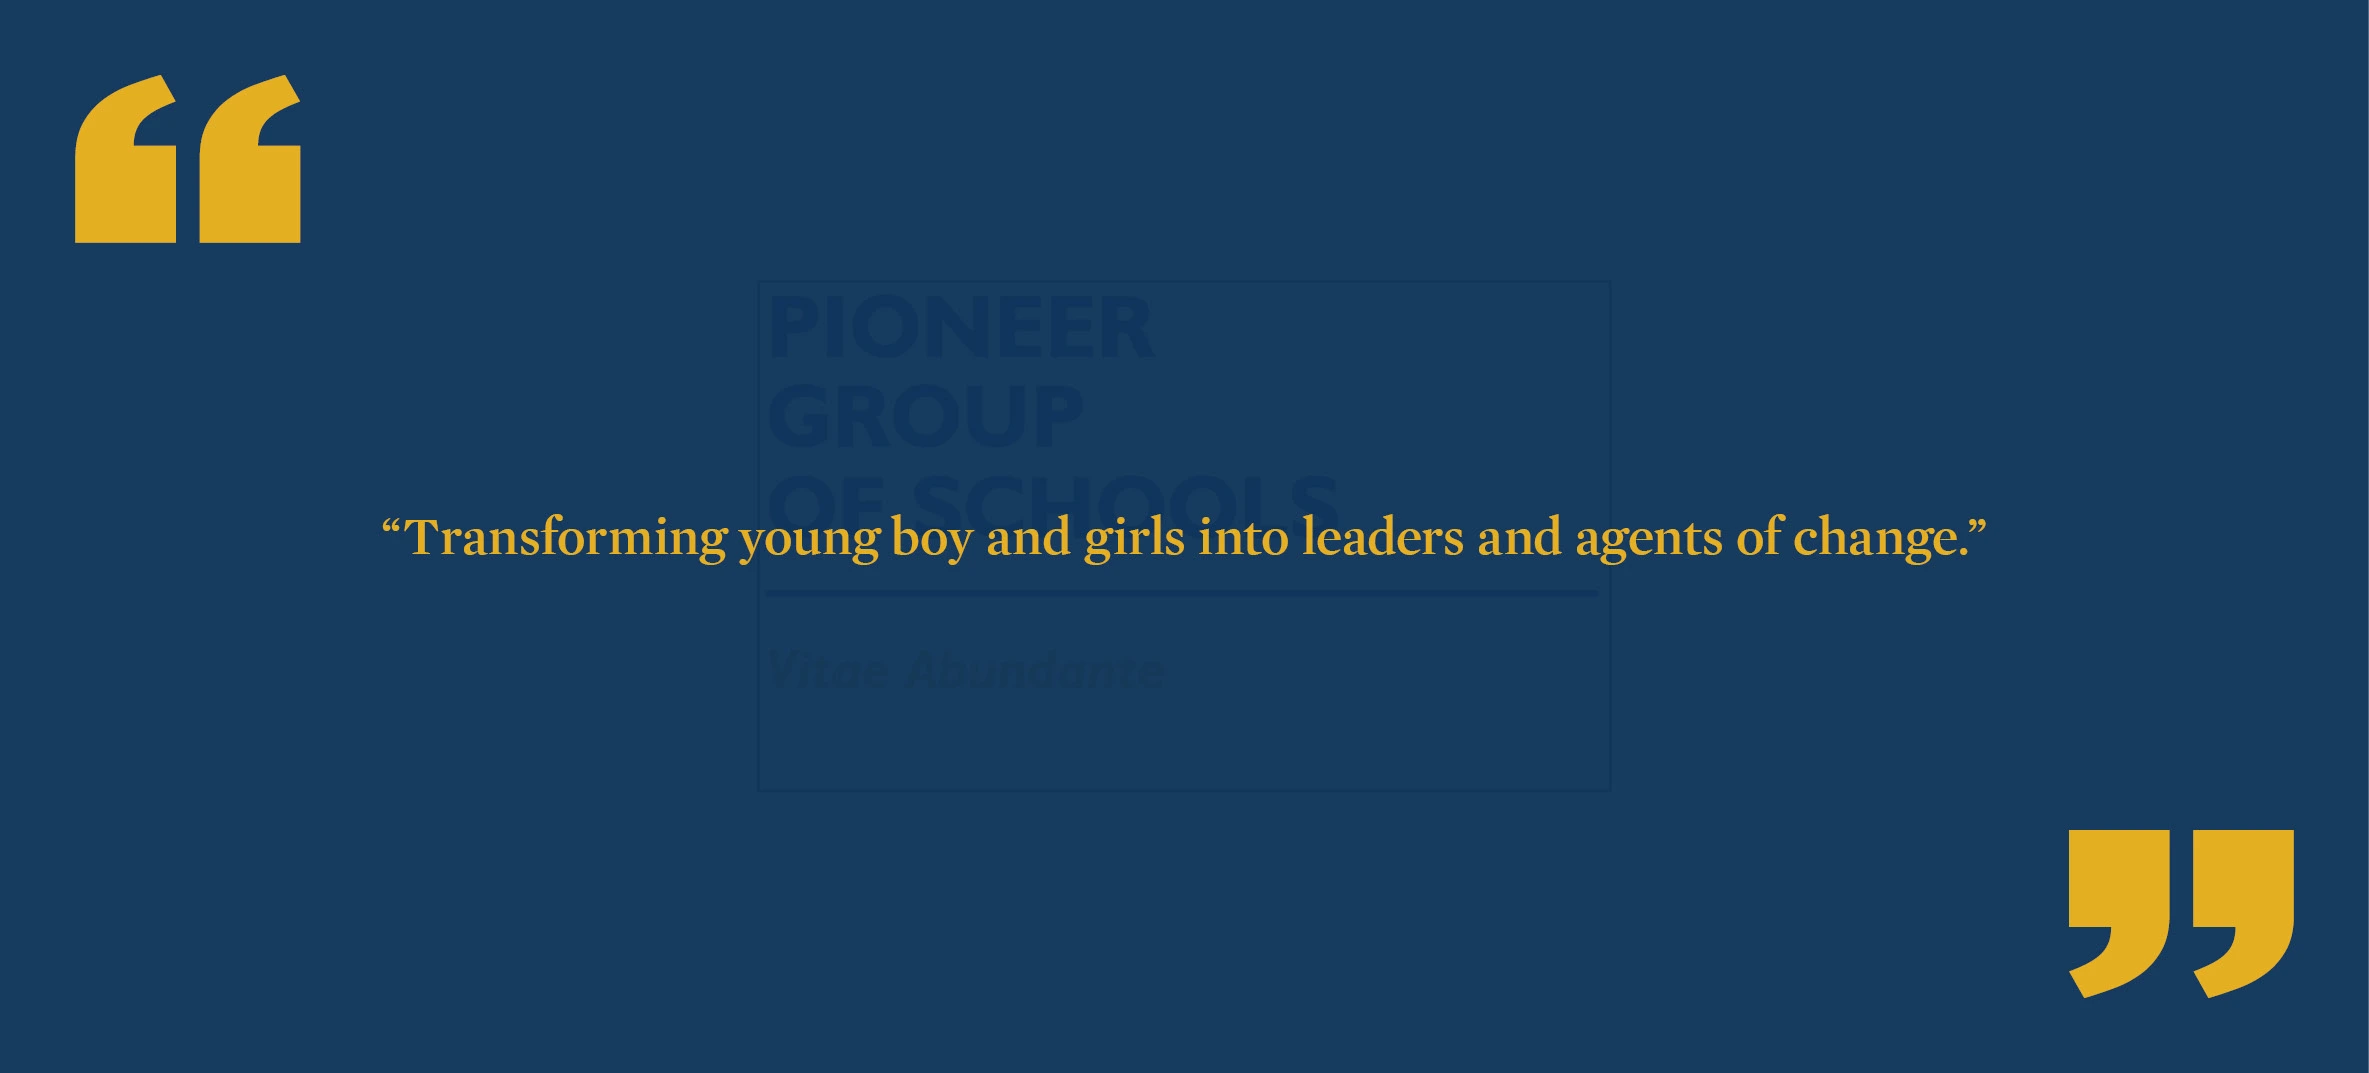 PIONEER
GROUP
OF SCHOOLS
“Transforming young boy and girls into leaders and agents of change.”
Vitae Abundante